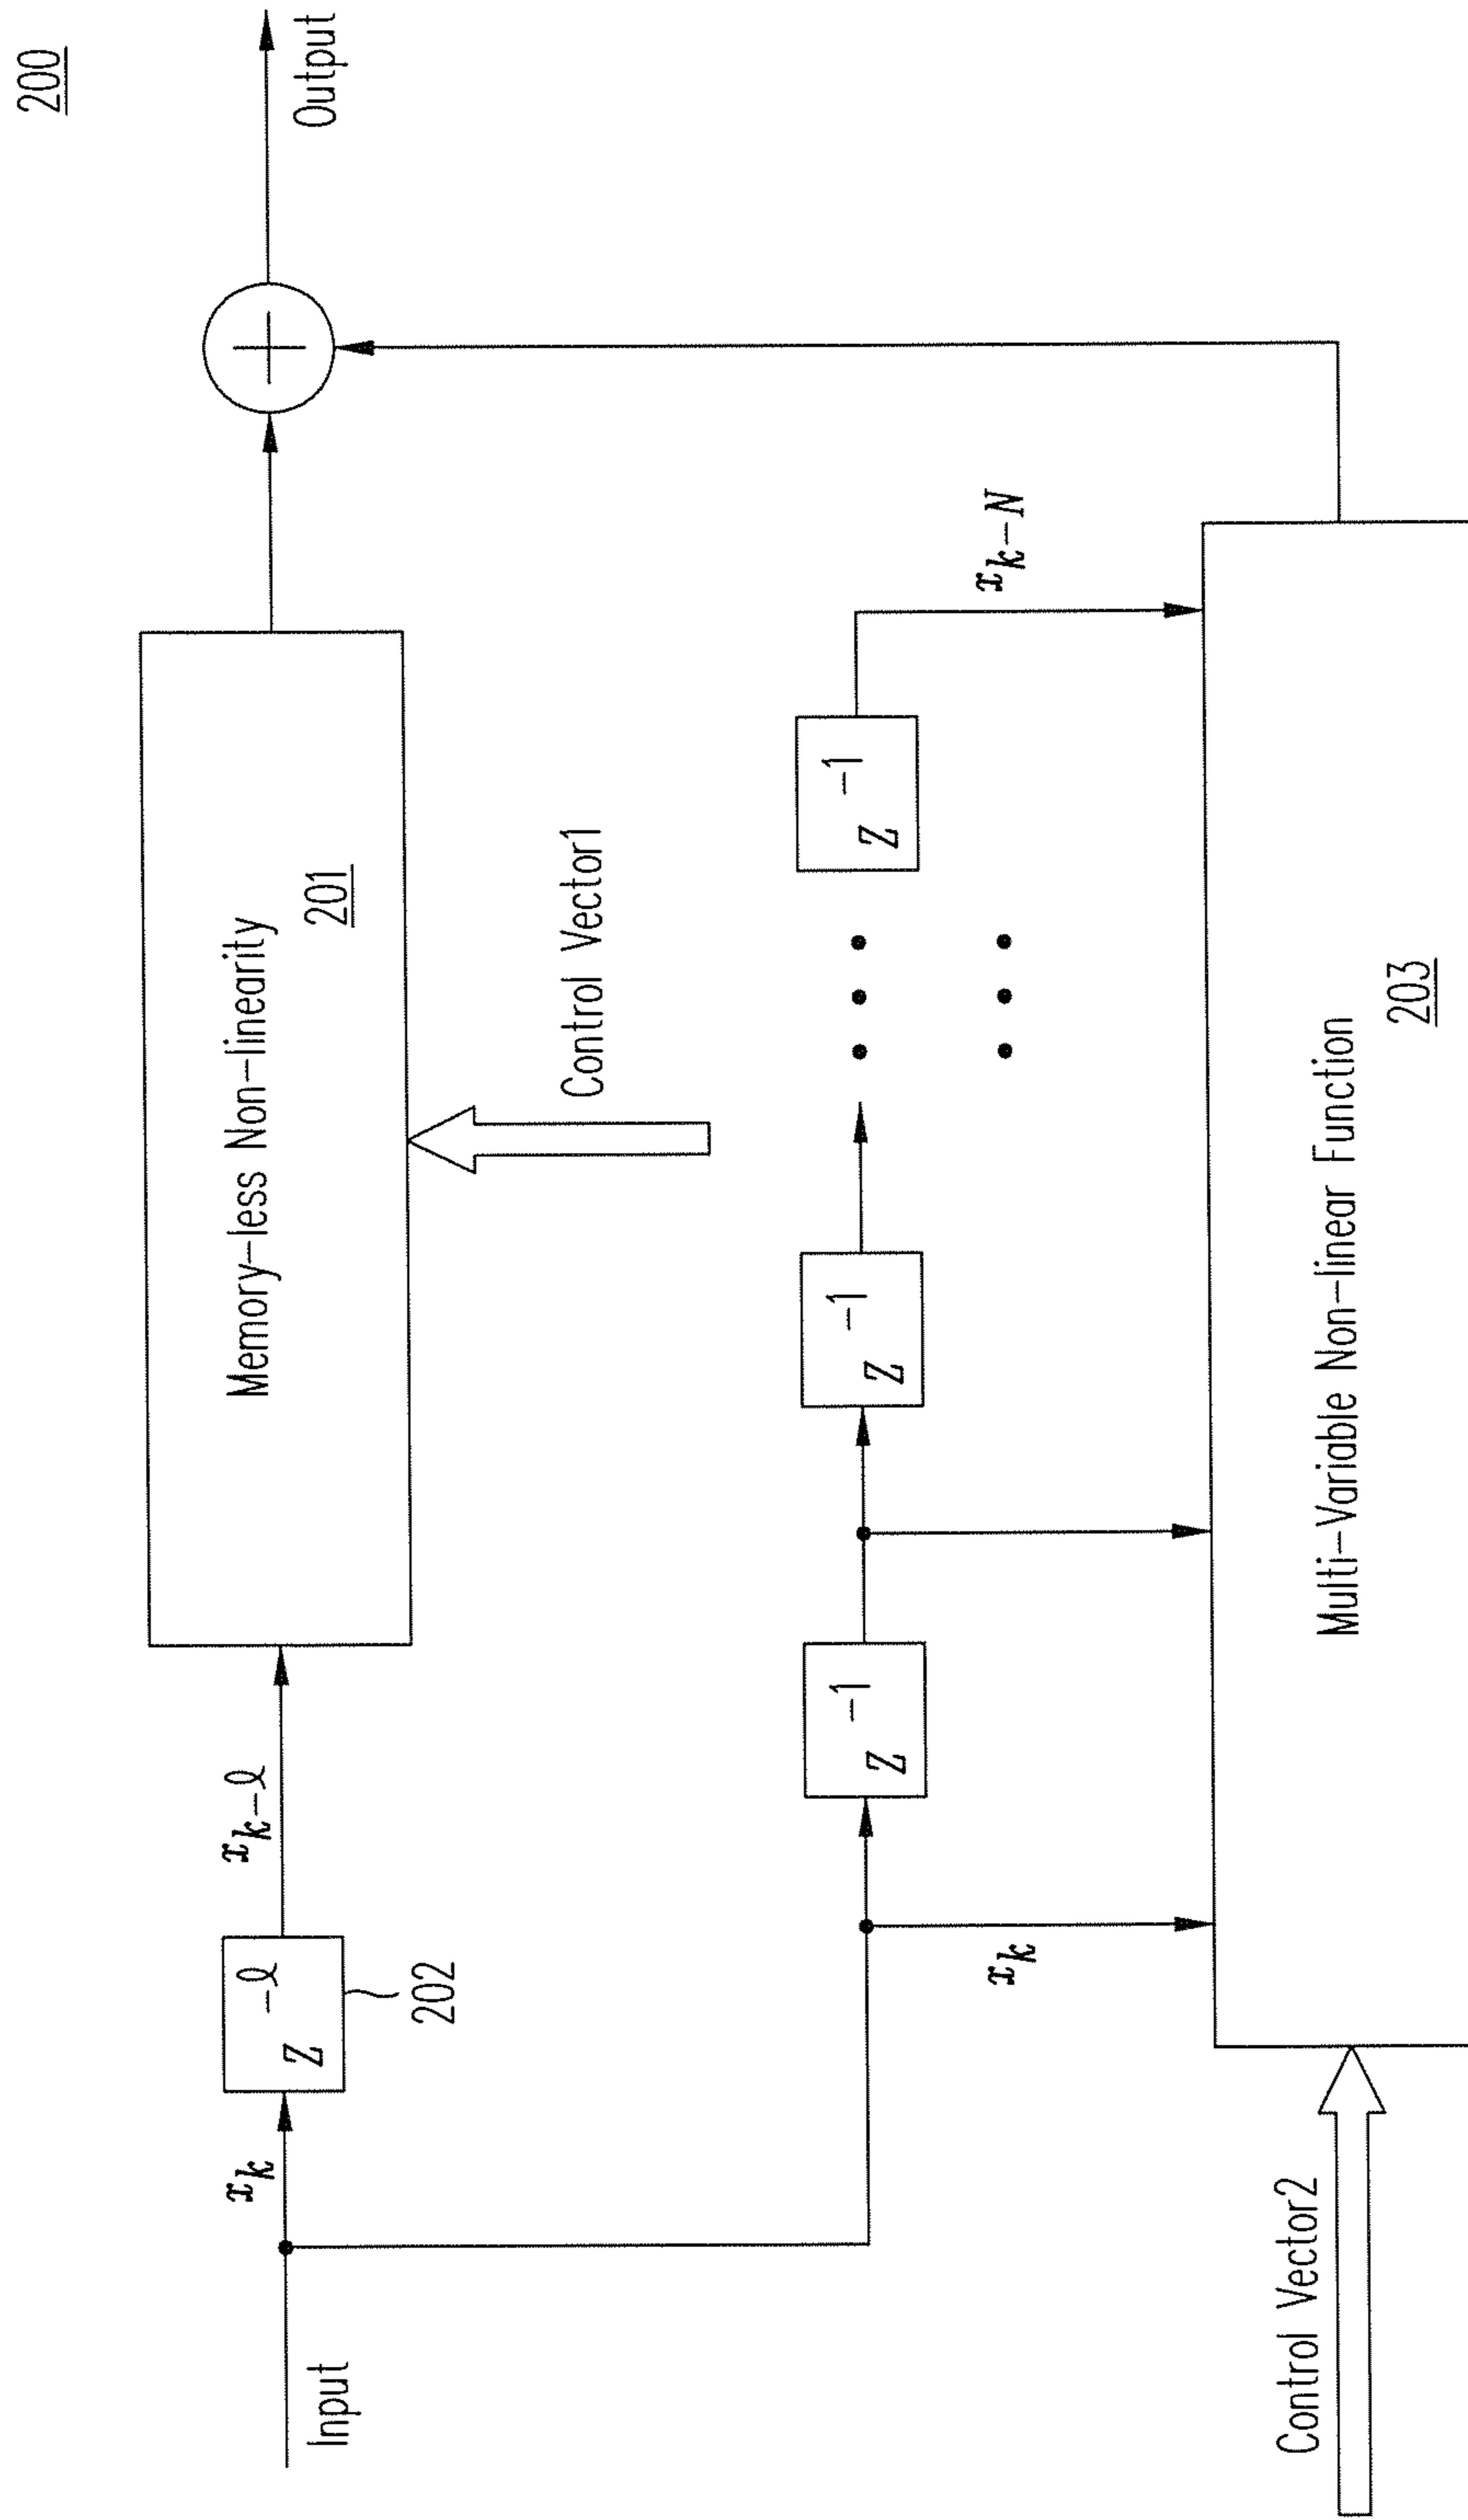 200
Input
x_k
z^{-ℓ}
202
x_{k-ℓ}
Memory-less Non-linearity
201
Output
Control Vector1
z^{-1}
z^{-1}
z^{-1}
x_k
x_{k-N}
Control Vector2
Multi-Variable Non-linear Function
203